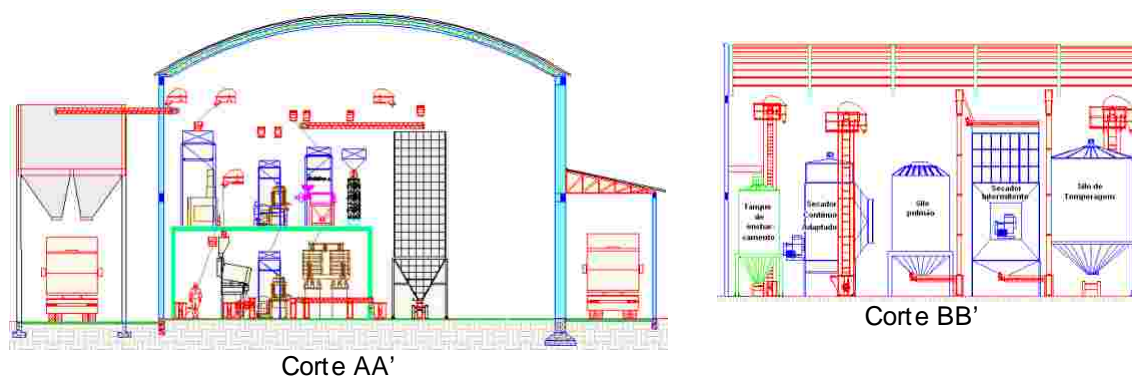 Tanque
de
enchar-
camento
Secador
Contínuo
Adaptado
Silo
pulmão
Secador
Intermitente
Silo de
Temperagem
Corte AA’
Corte BB’